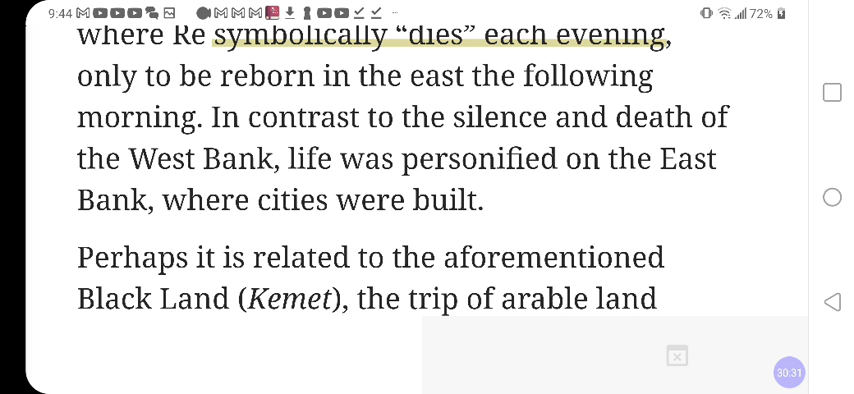 9:44
72%
where Re symbolically “dies” each evening,
only to be reborn in the east the following
morning. In contrast to the silence and death of
the West Bank, life was personified on the East
Bank, where cities were built.
Perhaps it is related to the aforementioned
Black Land (Kemet), the trip of arable land
30:31